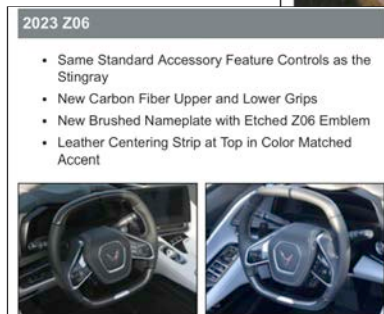 2023 Z06
• Same Standard Accessory Feature Controls as the
Stingray
• New Carbon Fiber Upper and Lower Grips
• New Brushed Nameplate with Etched Z06 Emblem
• Leather Centering Strip at Top in Color Matched
Accent